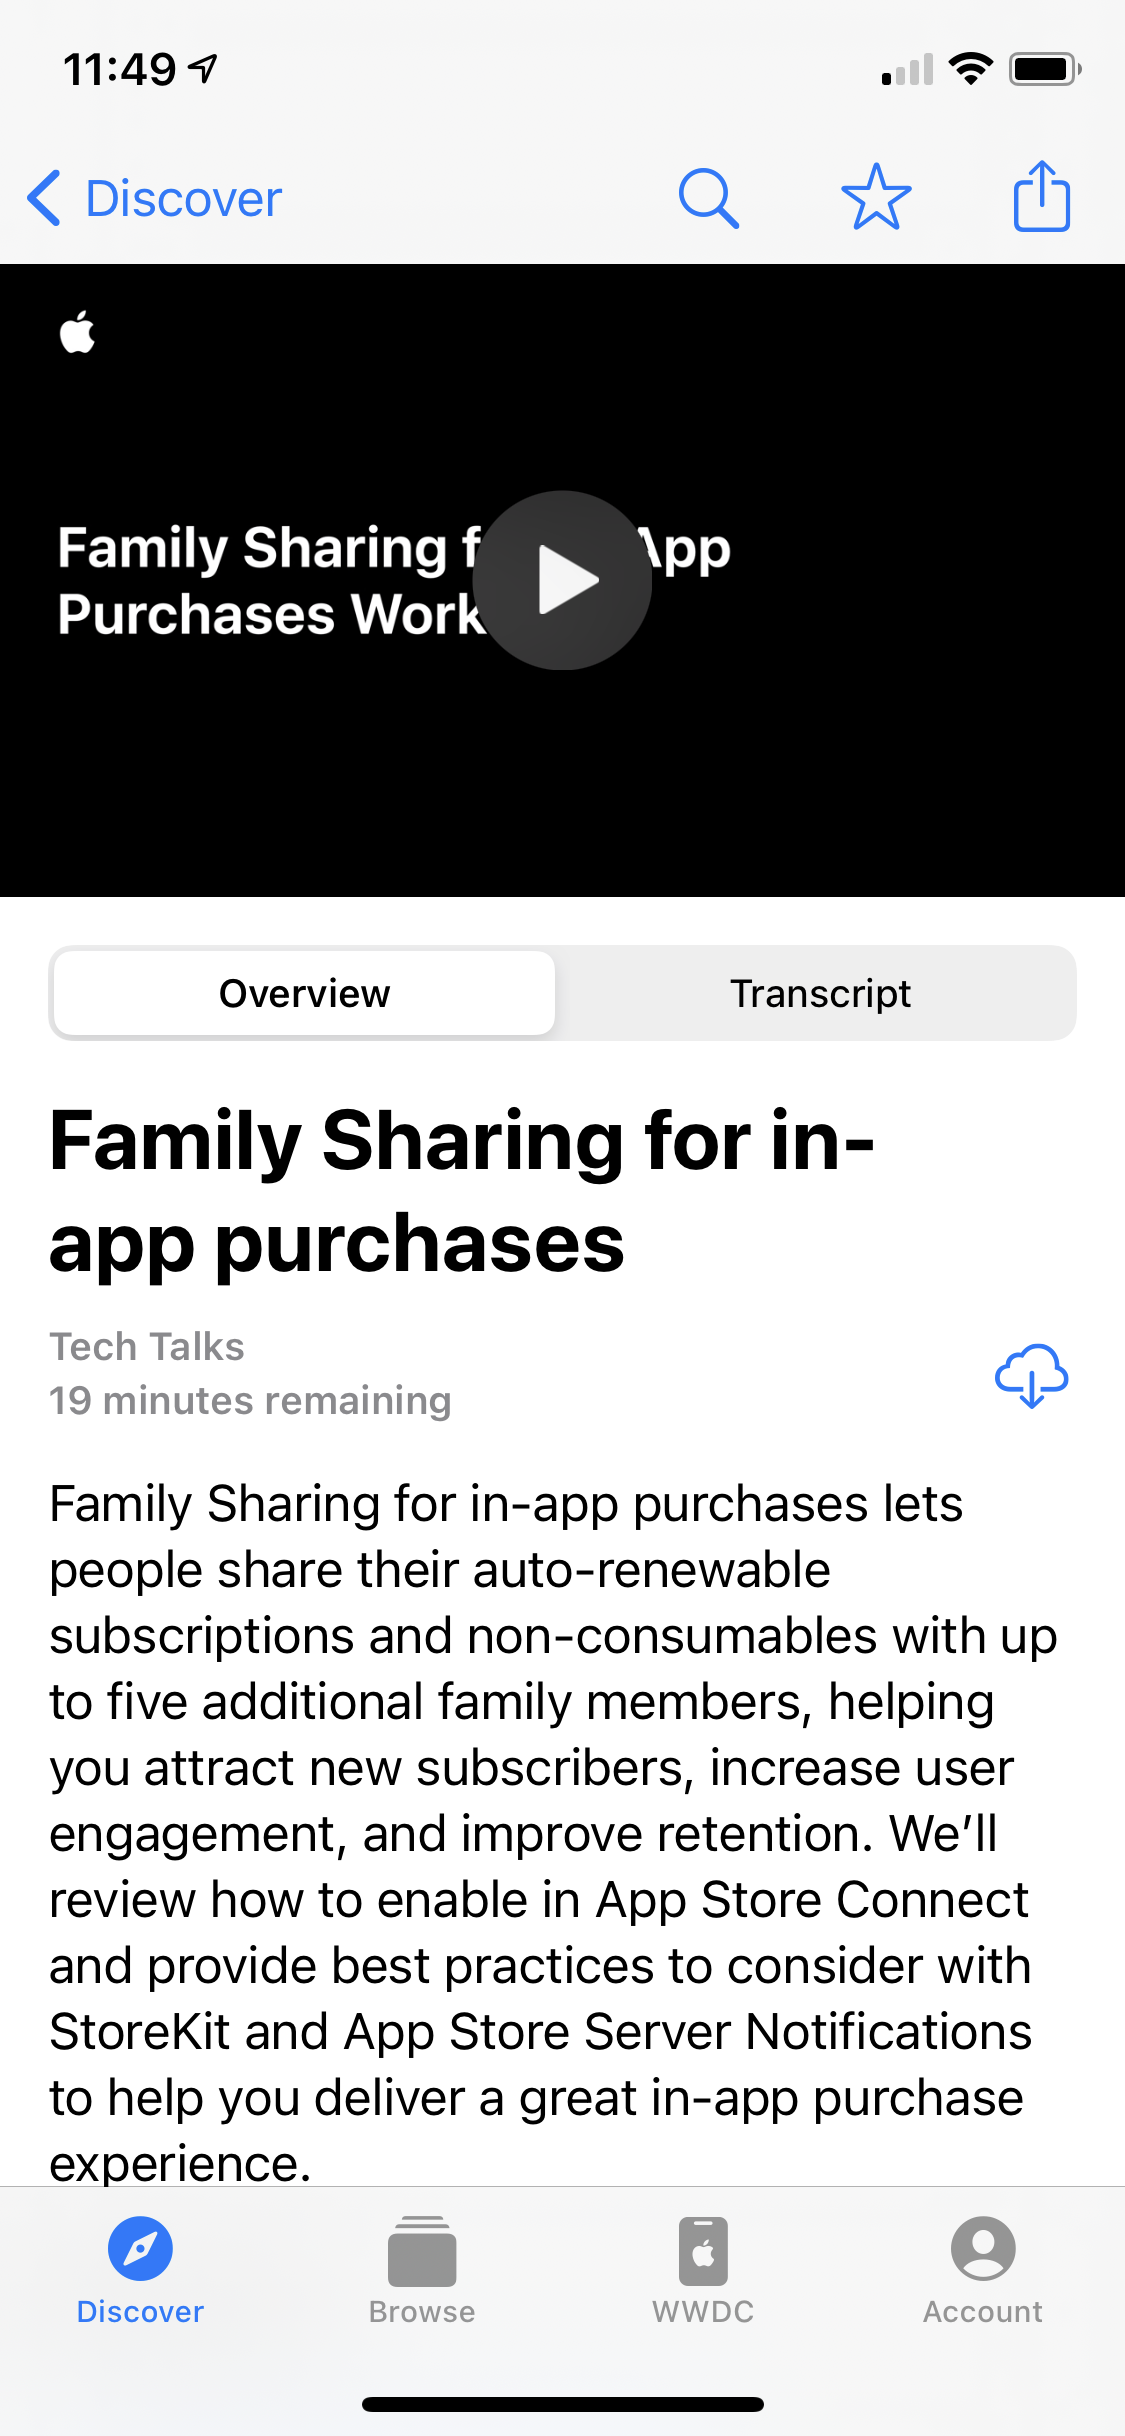 11:49
Discover
Family Sharing f App
Purchases Work
Overview
Transcript
Family Sharing for in-
app purchases
Tech Talks
19 minutes remaining
Family Sharing for in-app purchases lets
people share their auto-renewable
subscriptions and non-consumables with up
to five additional family members, helping
you attract new subscribers, increase user
engagement, and improve retention. We’ll
review how to enable in App Store Connect
and provide best practices to consider with
StoreKit and App Store Server Notifications
to help you deliver a great in-app purchase
experience.
Discover
Browse
WWDC
Account